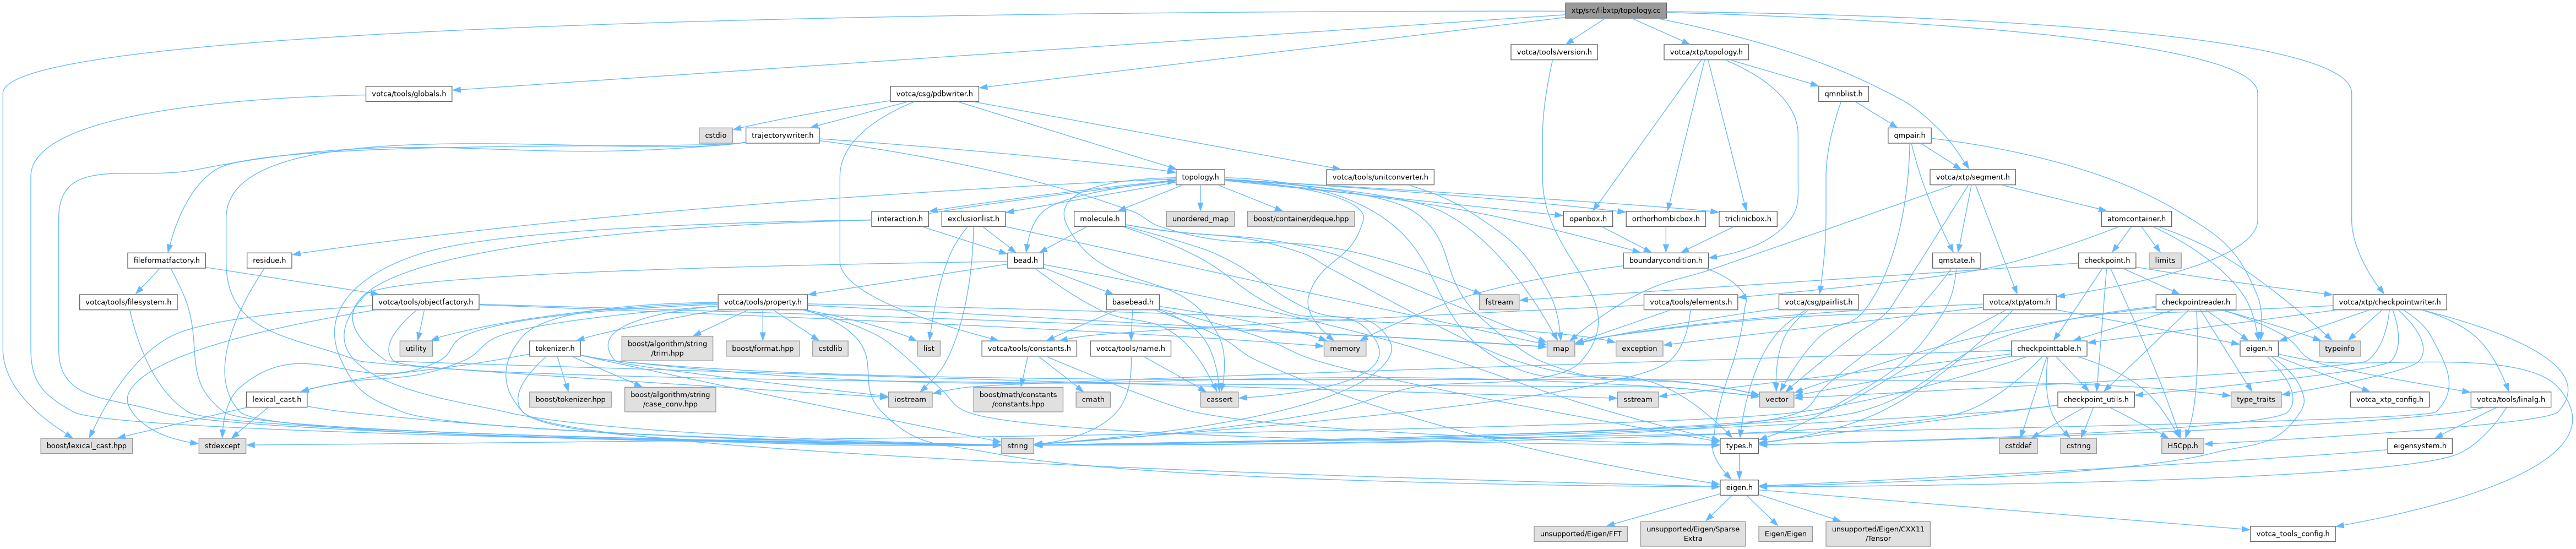 xtp/src/libxtp/topology.cc
votca/tools/version.h
votca/xtp/topology.h
votca/tools/globals.h
votca/csg/pdbwriter.h
qmnblist.h
cstdio
trajectorywriter.h
qmpair.h
topology.h
votca/tools/unitconverter.h
votca/xtp/segment.h
interaction.h
exclusionlist.h
molecule.h
unordered_map
boost/container/deque.hpp
openbox.h
orthorhombicbox.h
triclinicbox.h
atomcontainer.h
fileformatfactory.h
residue.h
bead.h
boundarycondition.h
qmstate.h
checkpoint.h
limits
votca/tools/filesystem.h
votca/tools/objectfactory.h
votca/tools/property.h
basebead.h
fstream
votca/tools/elements.h
votca/csg/pairlist.h
votca/xtp/atom.h
checkpointreader.h
votca/xtp/checkpointwriter.h
utility
tokenizer.h
boost/algorithm/string
/trim.hpp
boost/format.hpp
cstdlib
list
votca/tools/constants.h
votca/tools/name.h
memory
map
exception
checkpointtable.h
eigen.h
typeinfo
lexical_cast.h
boost/tokenizer.hpp
boost/algorithm/string
/case_conv.hpp
iostream
boost/math/constants
/constants.hpp
cmath
cassert
sstream
vector
checkpoint_utils.h
type_traits
votca_xtp_config.h
votca/tools/linalg.h
boost/lexical_cast.hpp
stdexcept
string
types.h
cstddef
cstring
H5Cpp.h
eigensystem.h
eigen.h
unsupported/Eigen/FFT
unsupported/Eigen/Sparse
Extra
Eigen/Eigen
unsupported/Eigen/CXX11
/Tensor
votca_tools_config.h